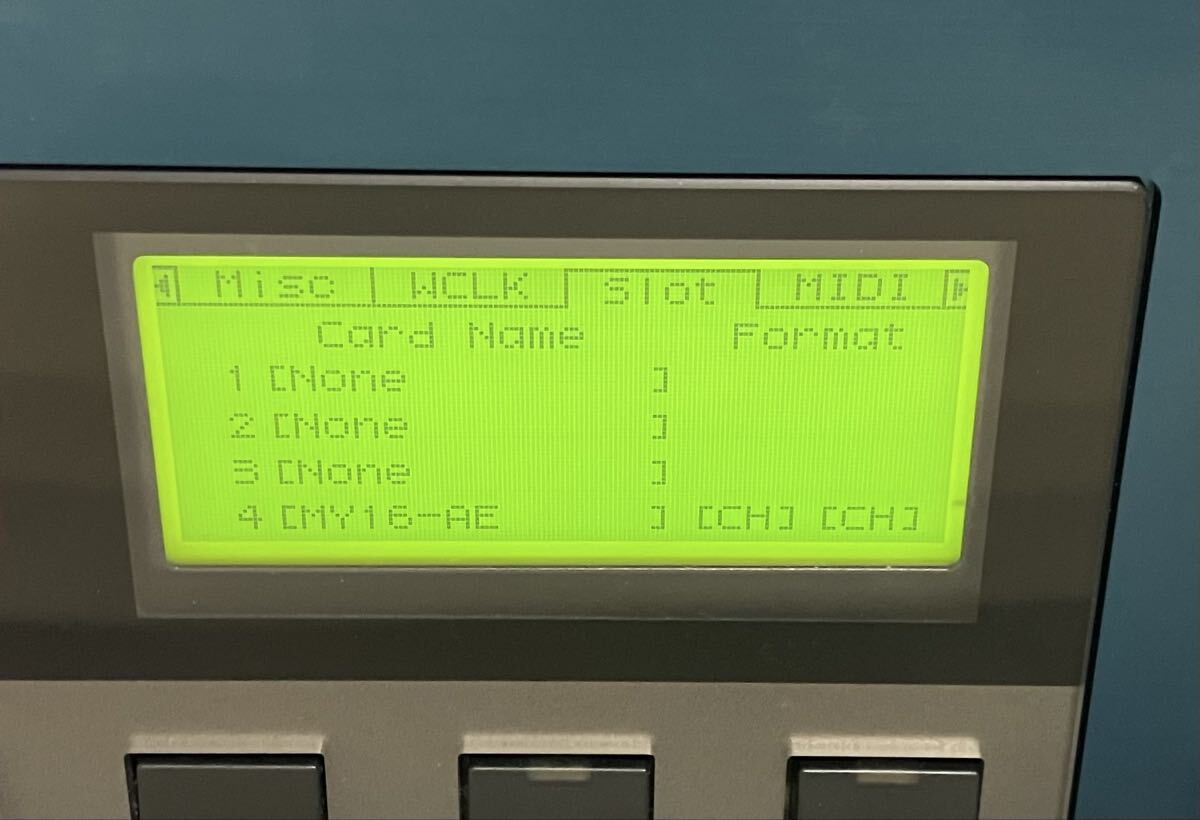 Misc WCLK Slot MIDI
Card Name Format
1 [None ]
2 [None ]
3 [None ]
4 [MY16-AE ] [CH] [CH]